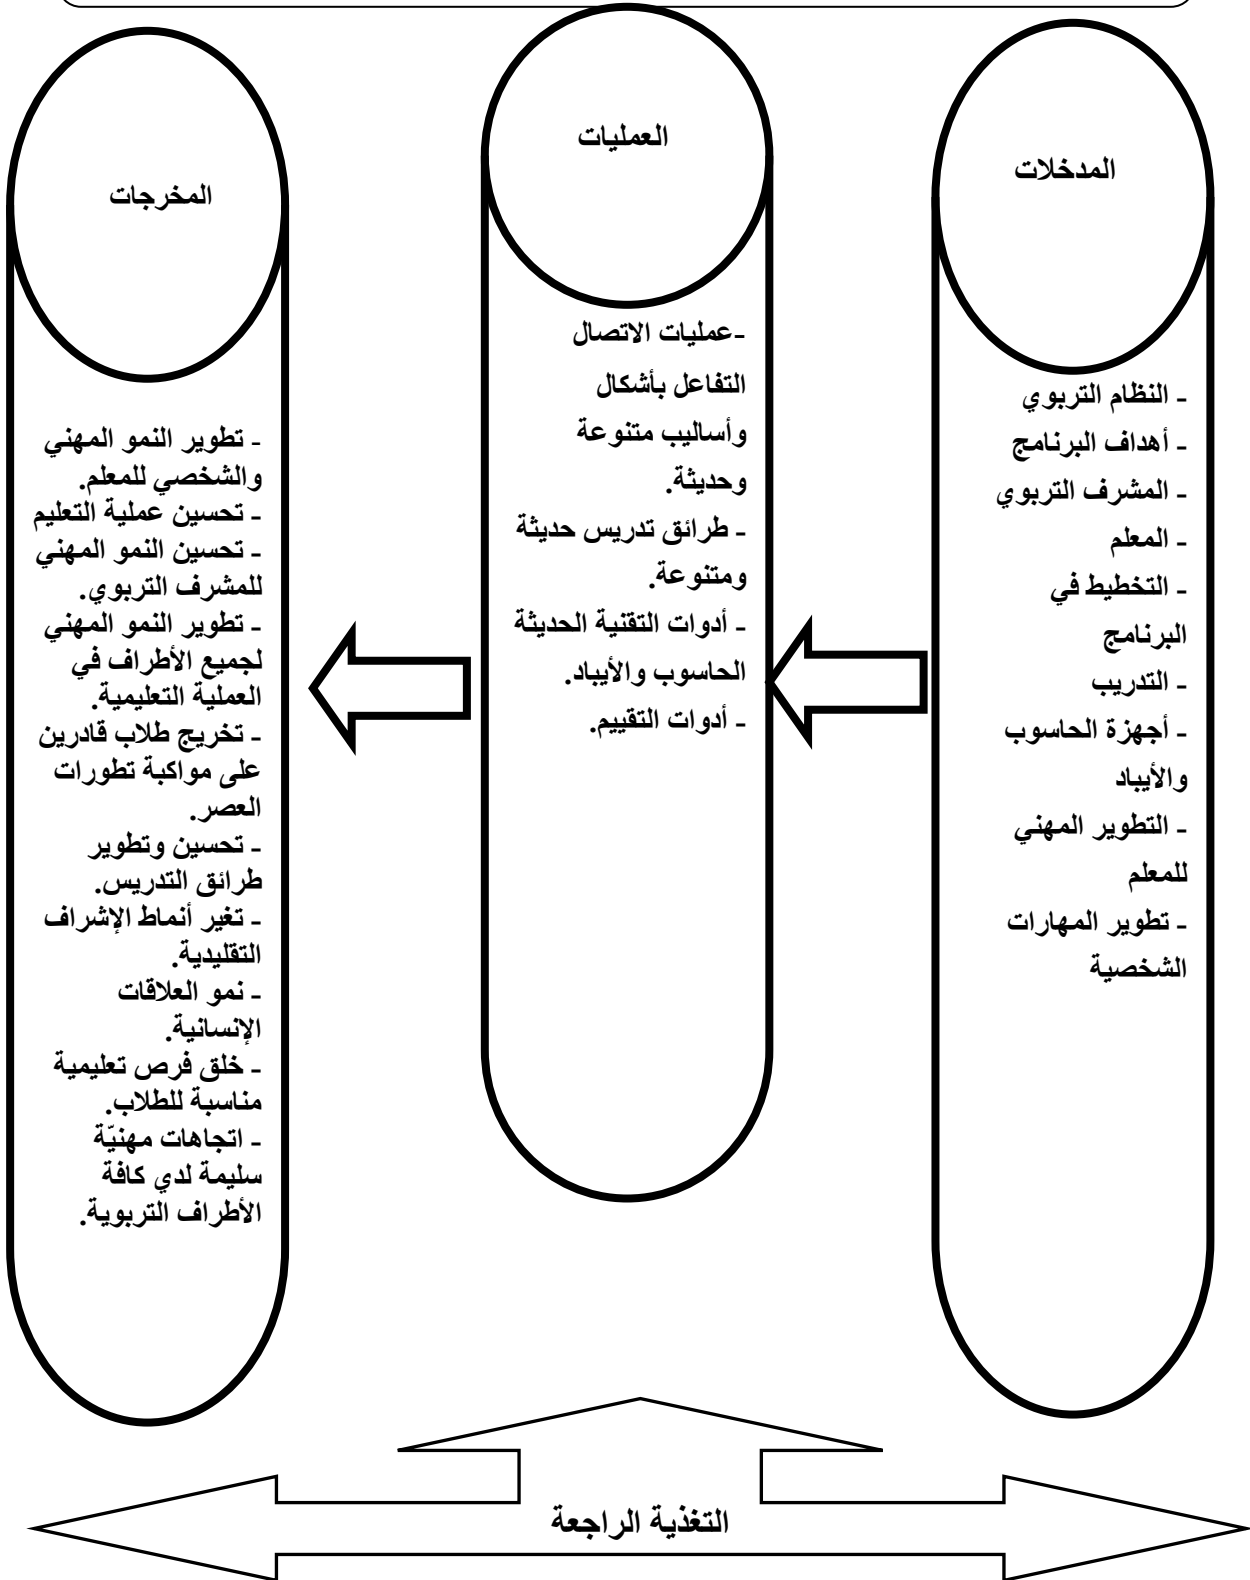 المدخلات
- النظام التربوي
- أهداف البرنامج
- المشرف التربوي
- المعلم
- التخطيط في
البرنامج
- التدريب
- أجهزة الحاسوب
والأيباد
- التطوير المهني
للمعلم
- تطوير المهارات
الشخصية
العمليات
-عمليات الاتصال
التفاعل بأشكال
وأساليب متنوعة
وحديثة.
- طرائق تدريس حديثة
ومتنوعة.
- أدوات التقنية الحديثة
الحاسوب والأيباد.
- أدوات التقييم.
المخرجات
- تطوير النمو المهني
والشخصي للمعلم.
- تحسين عملية التعليم
- تحسين النمو المهني
للمشرف التربوي.
- تطوير النمو المهني
لجميع الأطراف في
العملية التعليمية.
- تخريج طلاب قادرين
على مواكبة تطورات
العصر.
- تحسين وتطوير
طرائق التدريس.
- تغير أنماط الإشراف
التقليدية.
- نمو العلاقات
الإنسانية.
- خلق فرص تعليمية
مناسبة للطلاب.
- اتجاهات مهنيّة
سليمة لدي كافة
الأطراف التربوية.
التغذية الراجعة